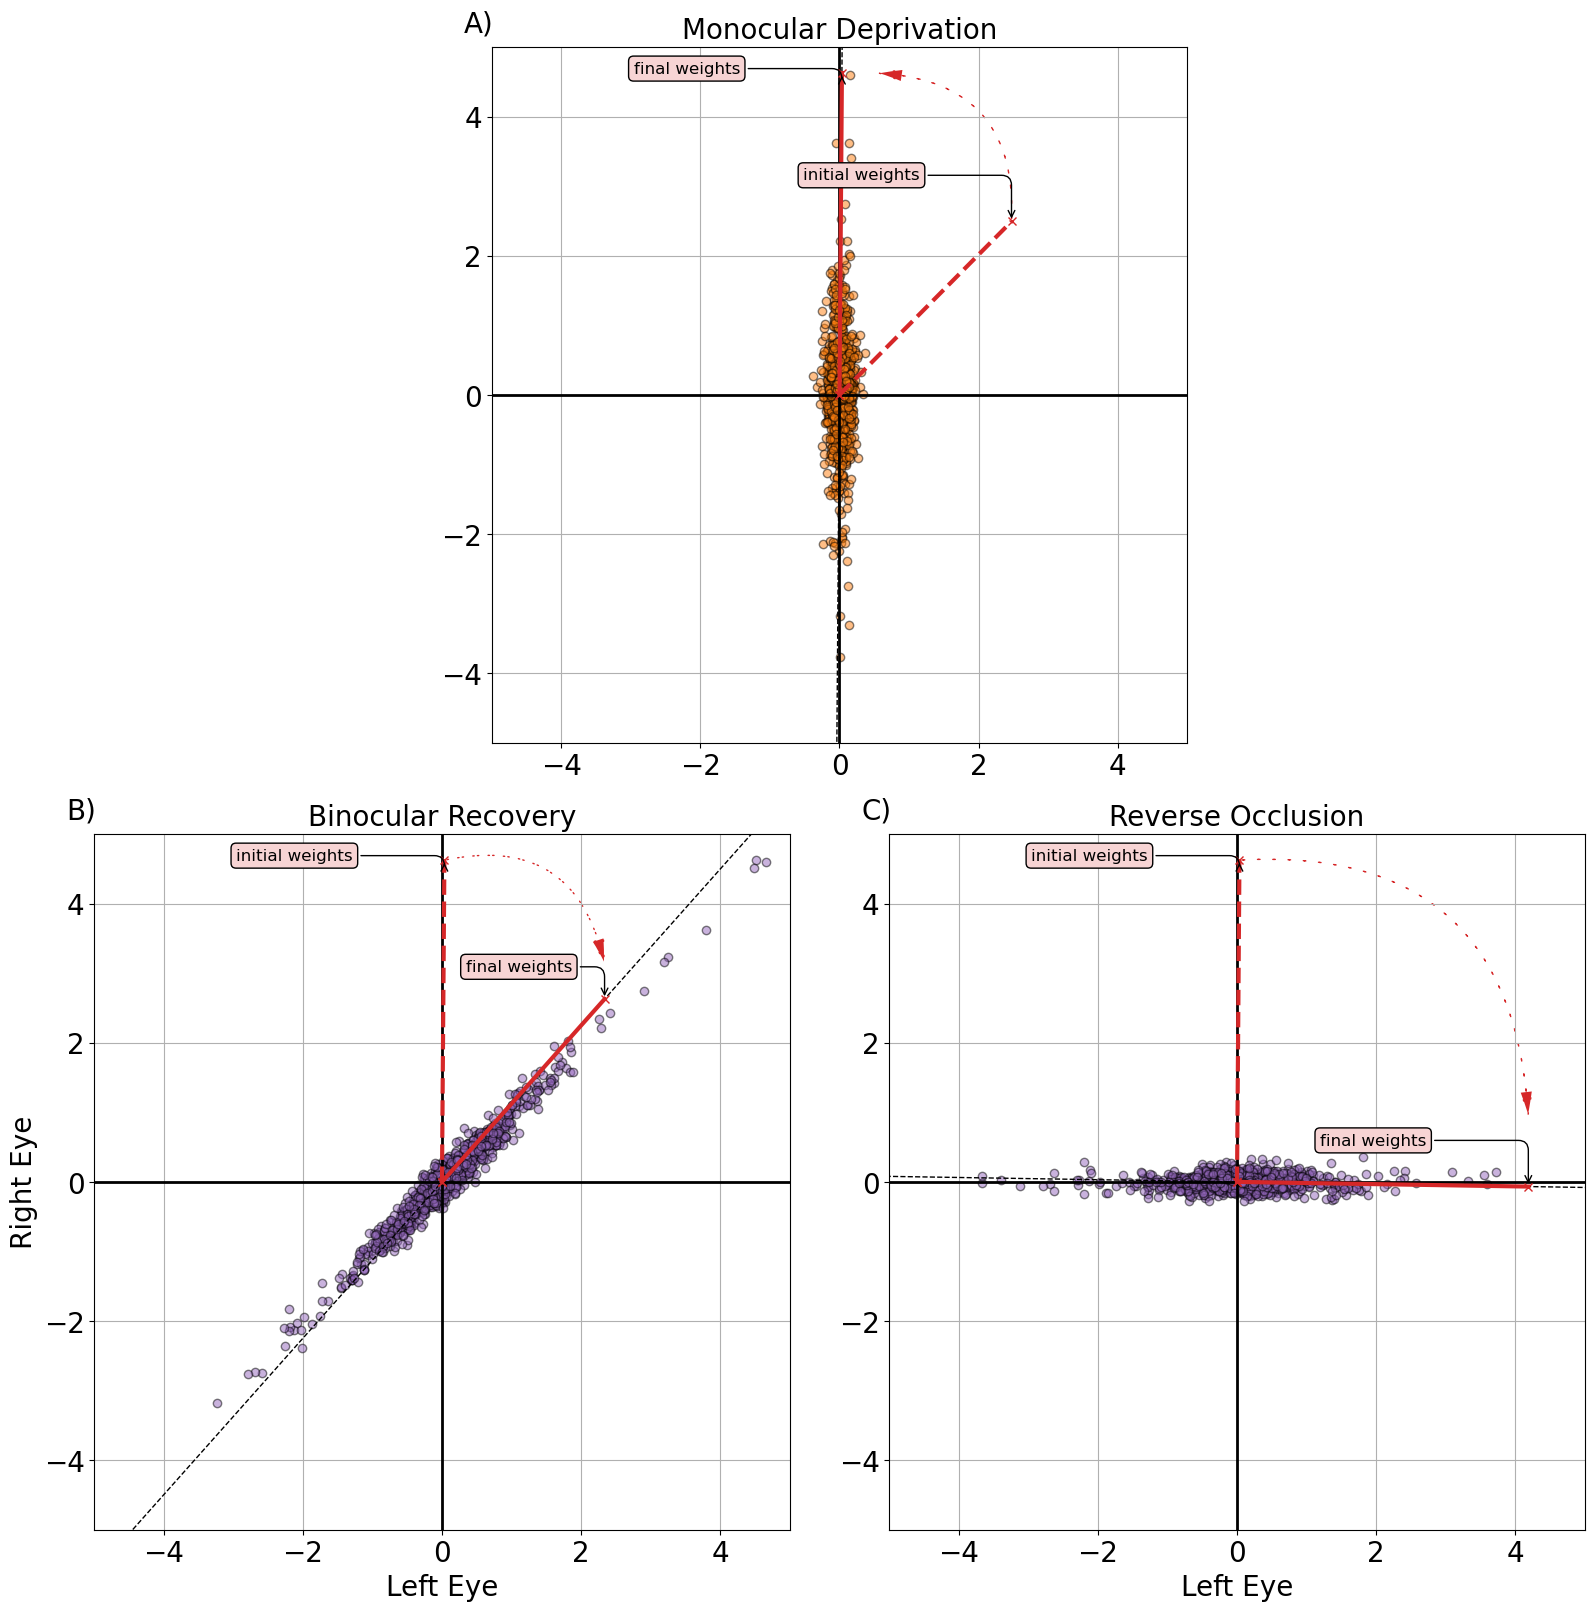 A)
Monocular Deprivation
final weights
4
initial weights
2
0
−2
−4
−4 −2 0 2 4
B)
Binocular Recovery
initial weights
4
final weights
2
0
−2
−4
−4 −2 0 2 4
Right Eye
Left Eye
C)
Reverse Occlusion
initial weights
4
2
final weights
0
−2
−4
−4 −2 0 2 4
Left Eye